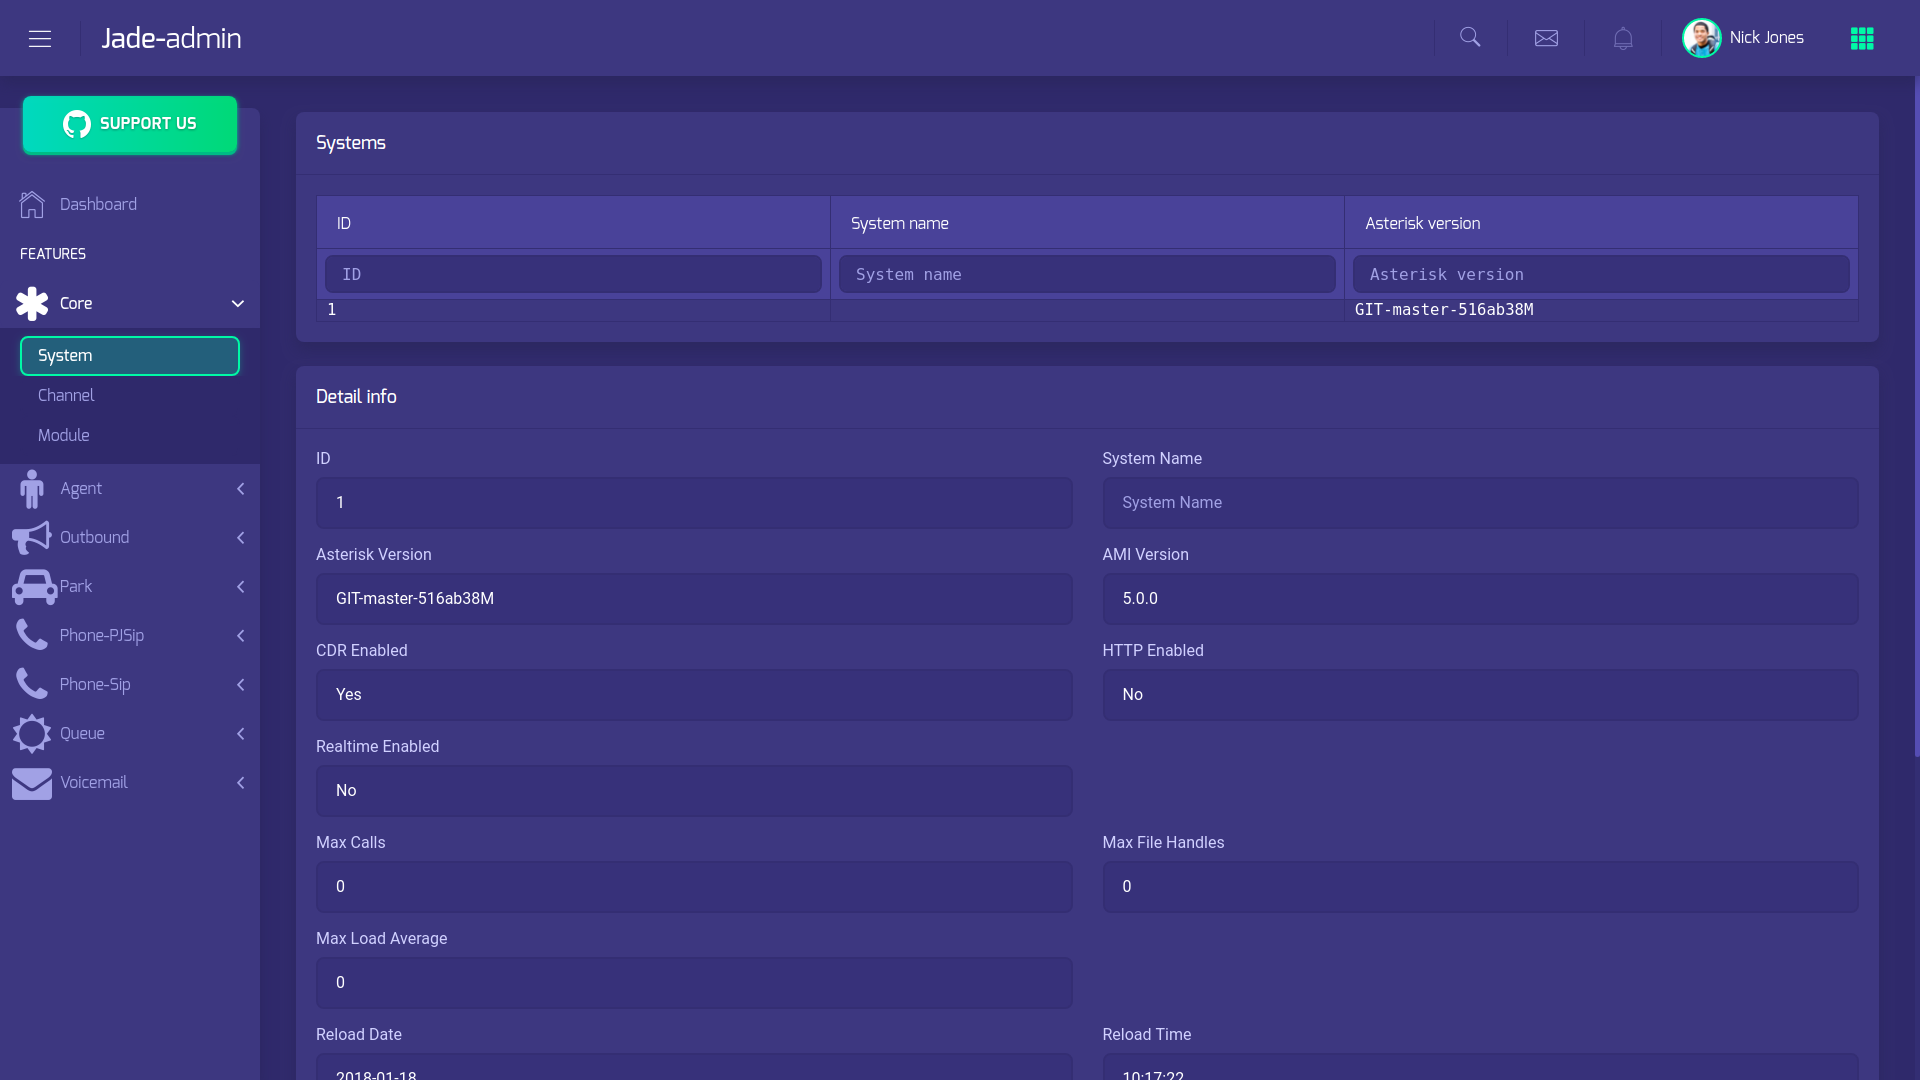 Jade-admin
Nick Jones
SUPPORT US
Dashboard
FEATURES
Core
System
Channel
Module
Agent
Outbound
Park
Phone-PJSip
Phone-Sip
Queue
Voicemail
Systems
ID System name Asterisk version
ID System name Asterisk version
1 GIT-master-516ab38M
Detail info
ID System Name
1 System Name
Asterisk Version AMI Version
GIT-master-516ab38M 5.0.0
CDR Enabled HTTP Enabled
Yes No
Realtime Enabled
No
Max Calls Max File Handles
0 0
Max Load Average
0
Reload Date Reload Time
2018-01-18 10:17:22